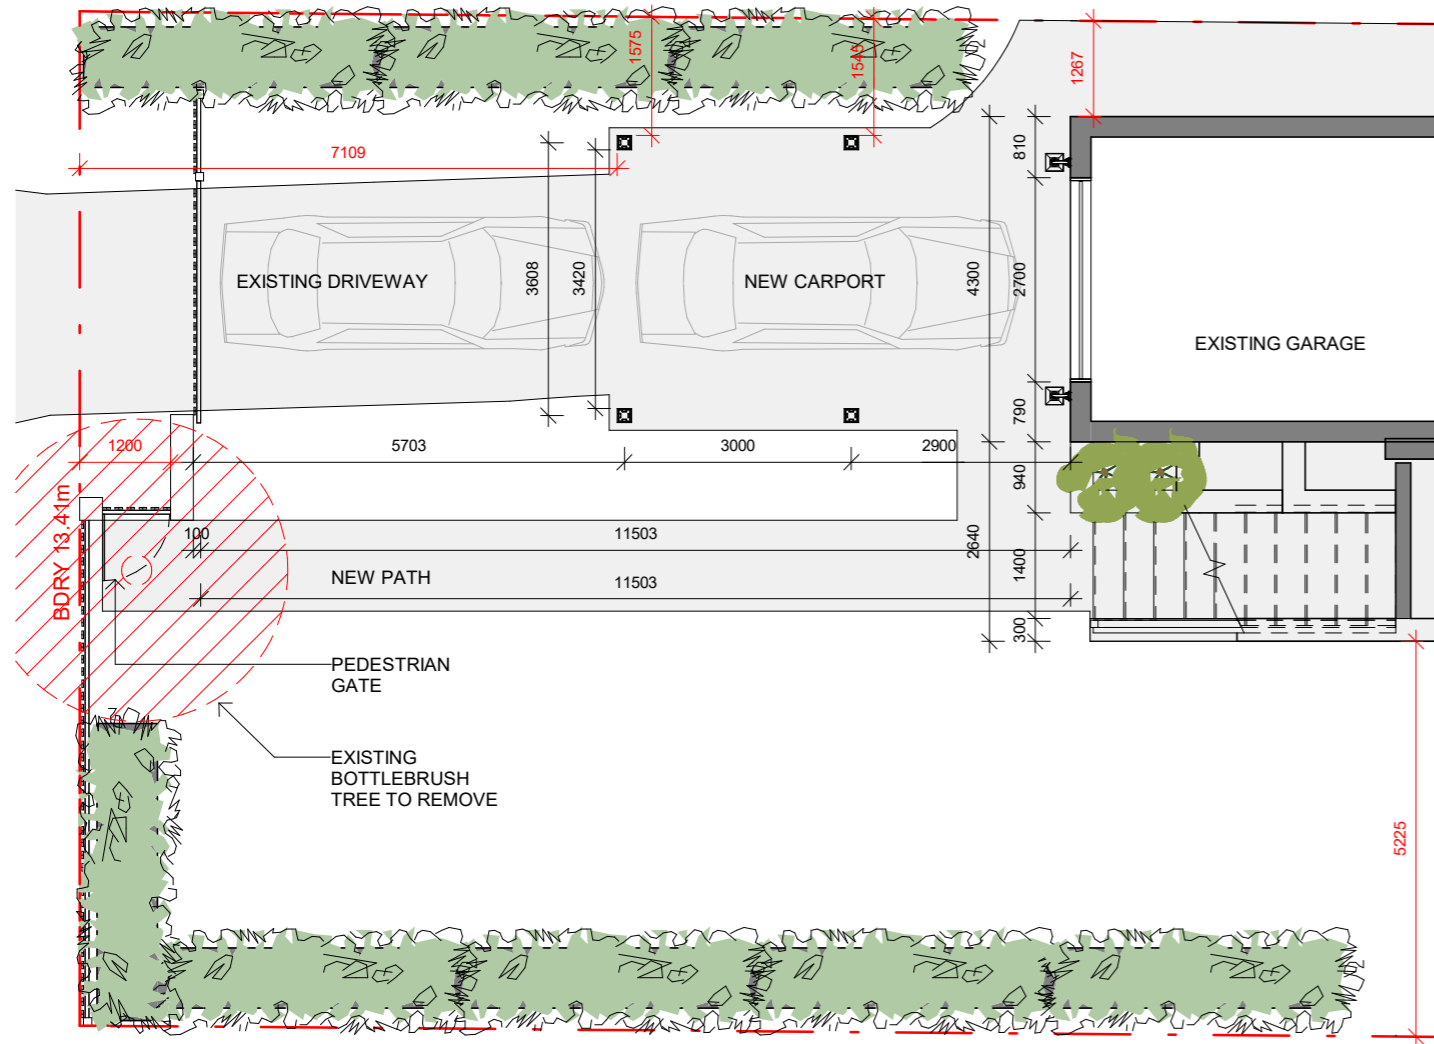 1575
1545
1267
7109
810
EXISTING DRIVEWAY
3608
3420
NEW CARPORT
4300
2700
EXISTING GARAGE
790
1200
5703
3000
2900
940
BDRY 13.41m
100
11503
2640
1400
NEW PATH
11503
300
PEDESTRIAN
GATE
EXISTING
BOTTLEBRUSH
TREE TO REMOVE
5225